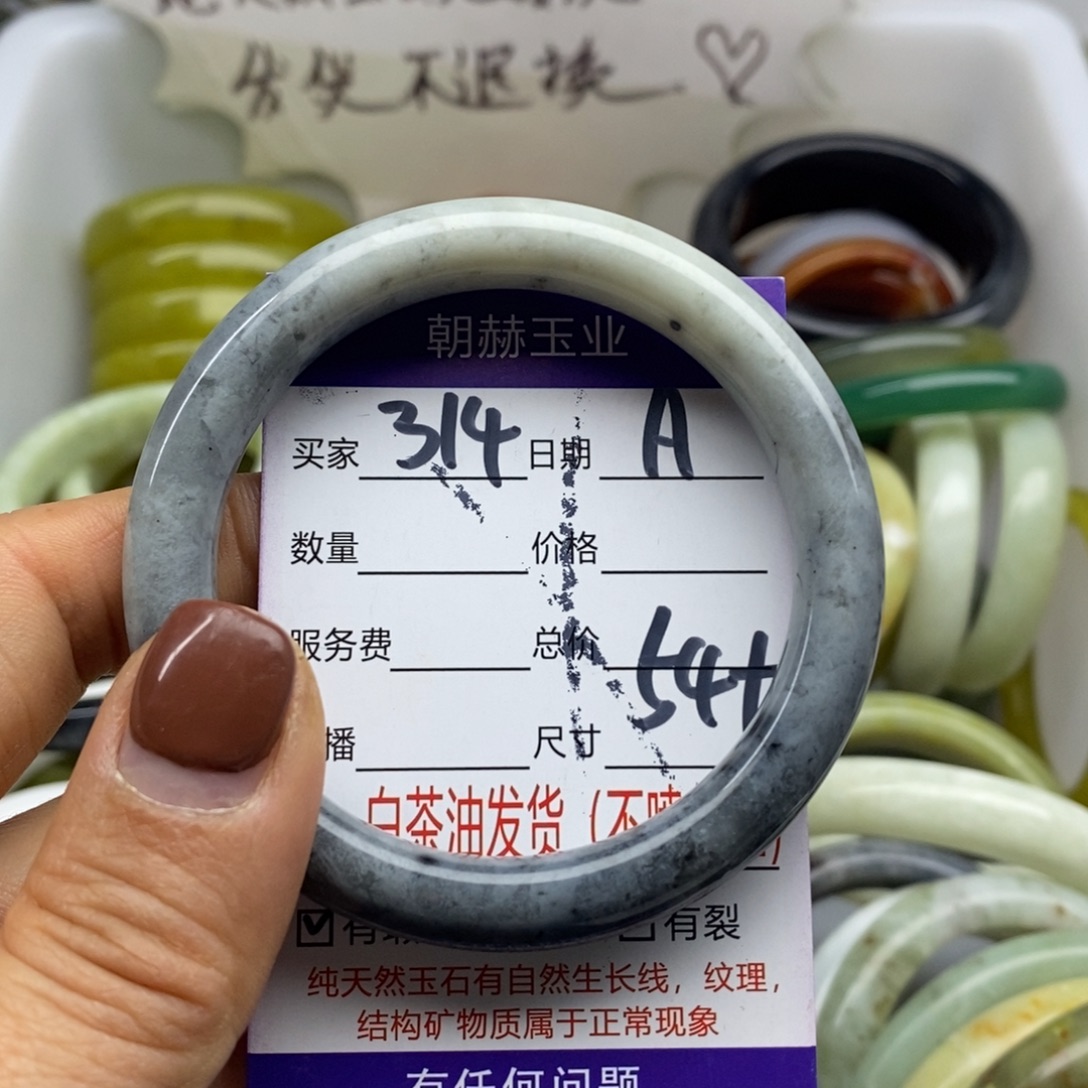 不退换
朝赫玉业
买家 314 日期 A
数量 价格
服务费 总价
播 尺寸 54+
白茶油发货（不
有 有裂
纯天然玉石有自然生长线，纹理，
结构矿物质属于正常现象
有任何问题